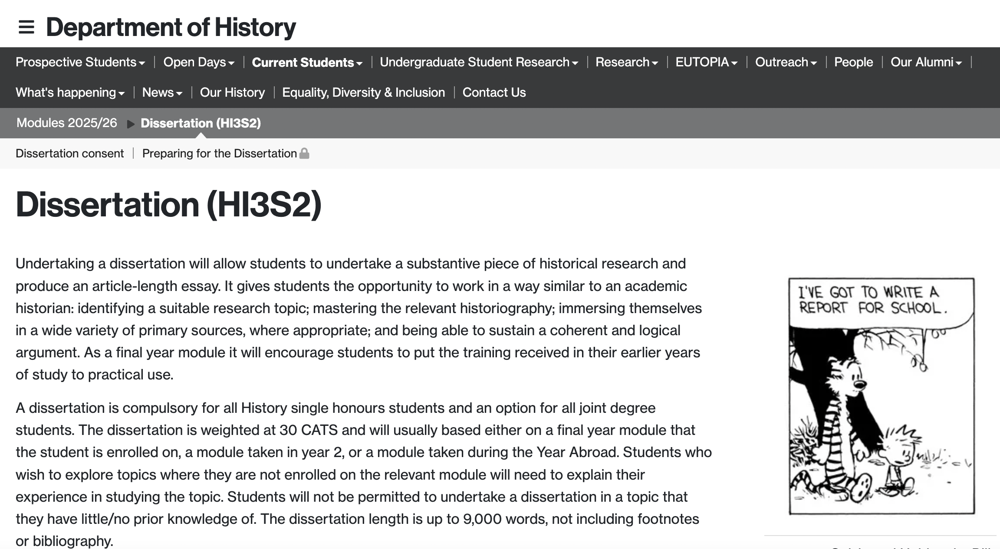 Department of History
Prospective Students | Open Days | Current Students | Undergraduate Student Research | Research | EUTOPIA | Outreach | People | Our Alumni |
What's happening | News | Our History | Equality, Diversity & Inclusion | Contact Us
Modules 2025/26 ▶ Dissertation (HI3S2)
Dissertation consent | Preparing for the Dissertation
Dissertation (HI3S2)
Undertaking a dissertation will allow students to undertake a substantive piece of historical research and
produce an article-length essay. It gives students the opportunity to work in a way similar to an academic
historian: identifying a suitable research topic; mastering the relevant historiography; immersing themselves
in a wide variety of primary sources, where appropriate; and being able to sustain a coherent and logical
argument. As a final year module it will encourage students to put the training received in their earlier years
of study to practical use.
A dissertation is compulsory for all History single honours students and an option for all joint degree
students. The dissertation is weighted at 30 CATS and will usually based either on a final year module that
the student is enrolled on, a module taken in year 2, or a module taken during the Year Abroad. Students who
wish to explore topics where they are not enrolled on the relevant module will need to explain their
experience in studying the topic. Students will not be permitted to undertake a dissertation in a topic that
they have little/no prior knowledge of. The dissertation length is up to 9,000 words, not including footnotes
or bibliography.
I'VE GOT TO WRITE A
REPORT FOR SCHOOL.